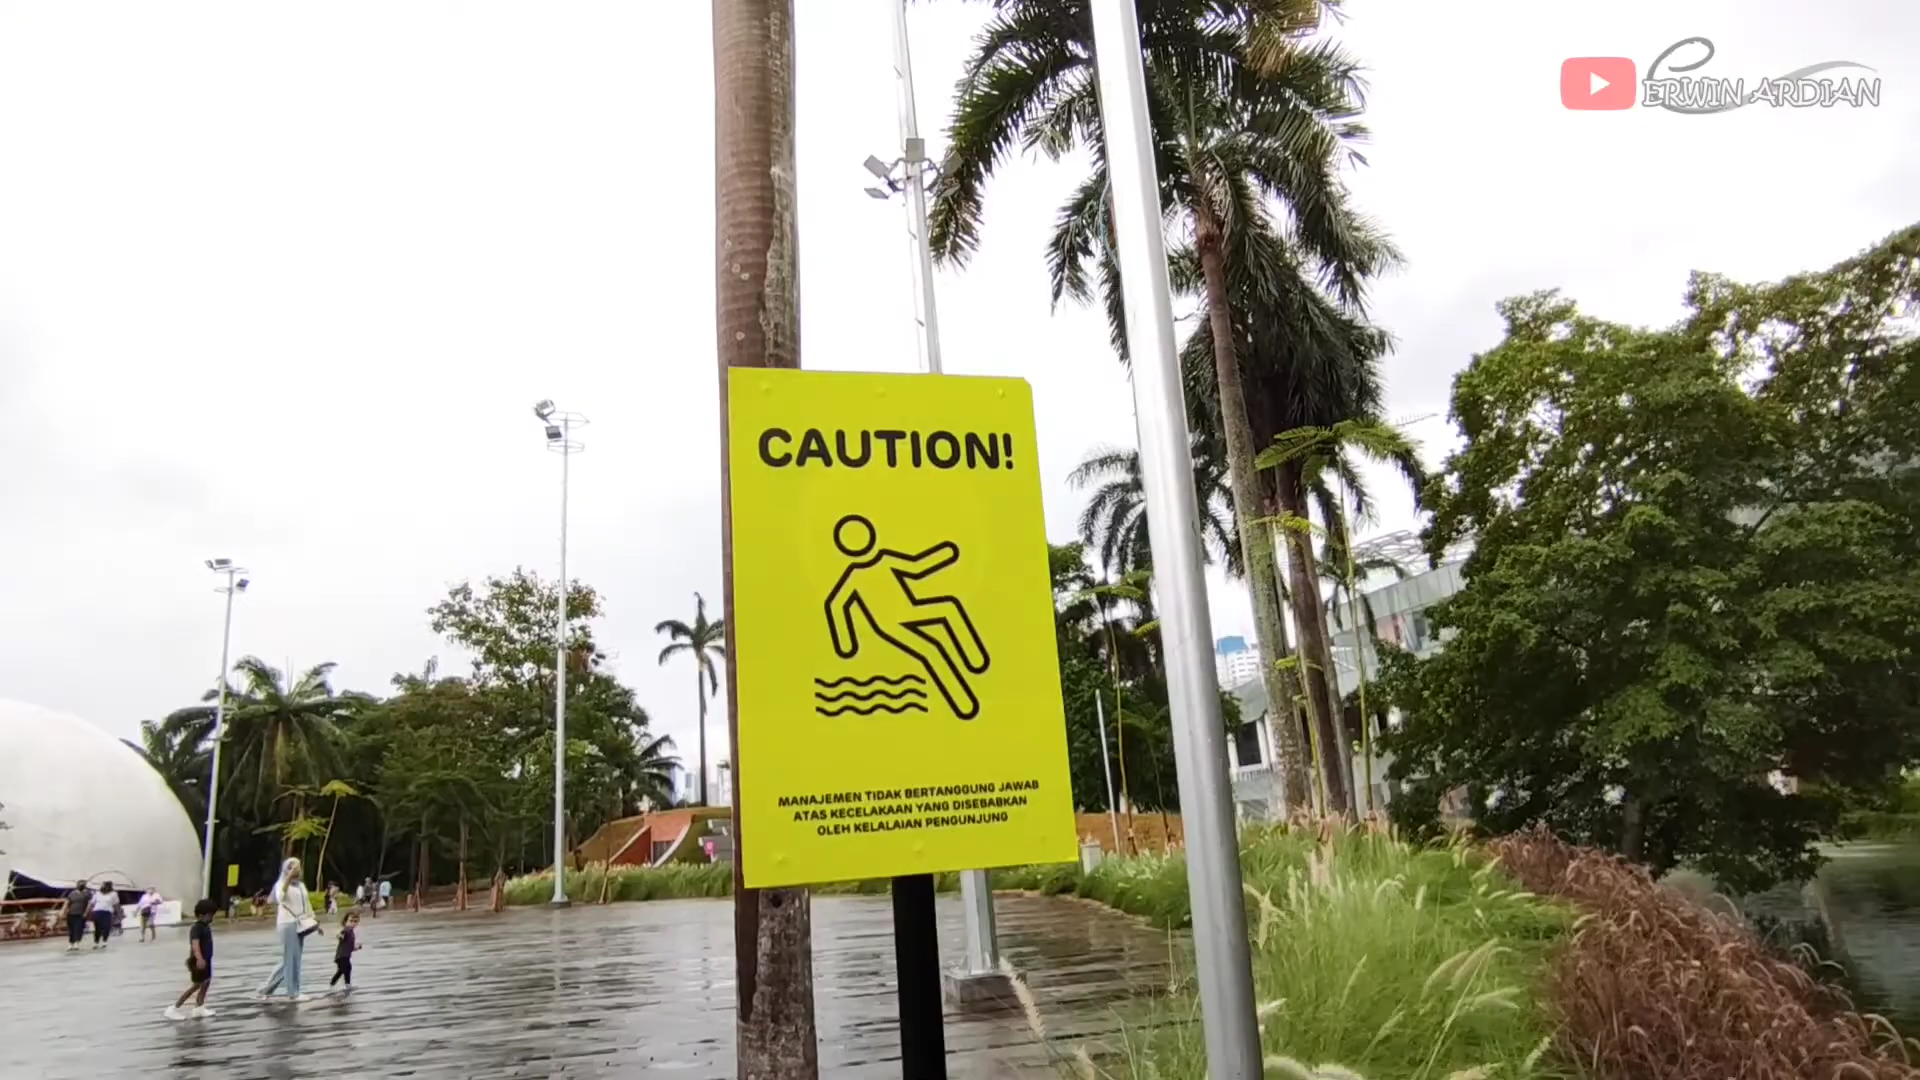 ERWIN ARDIAN
CAUTION!
MANAJEMEN TIDAK BERTANGGUNG JAWAB
ATAS KECELAKAAN YANG DISEBABKAN
OLEH KELALAIAN PENGUNJUNG